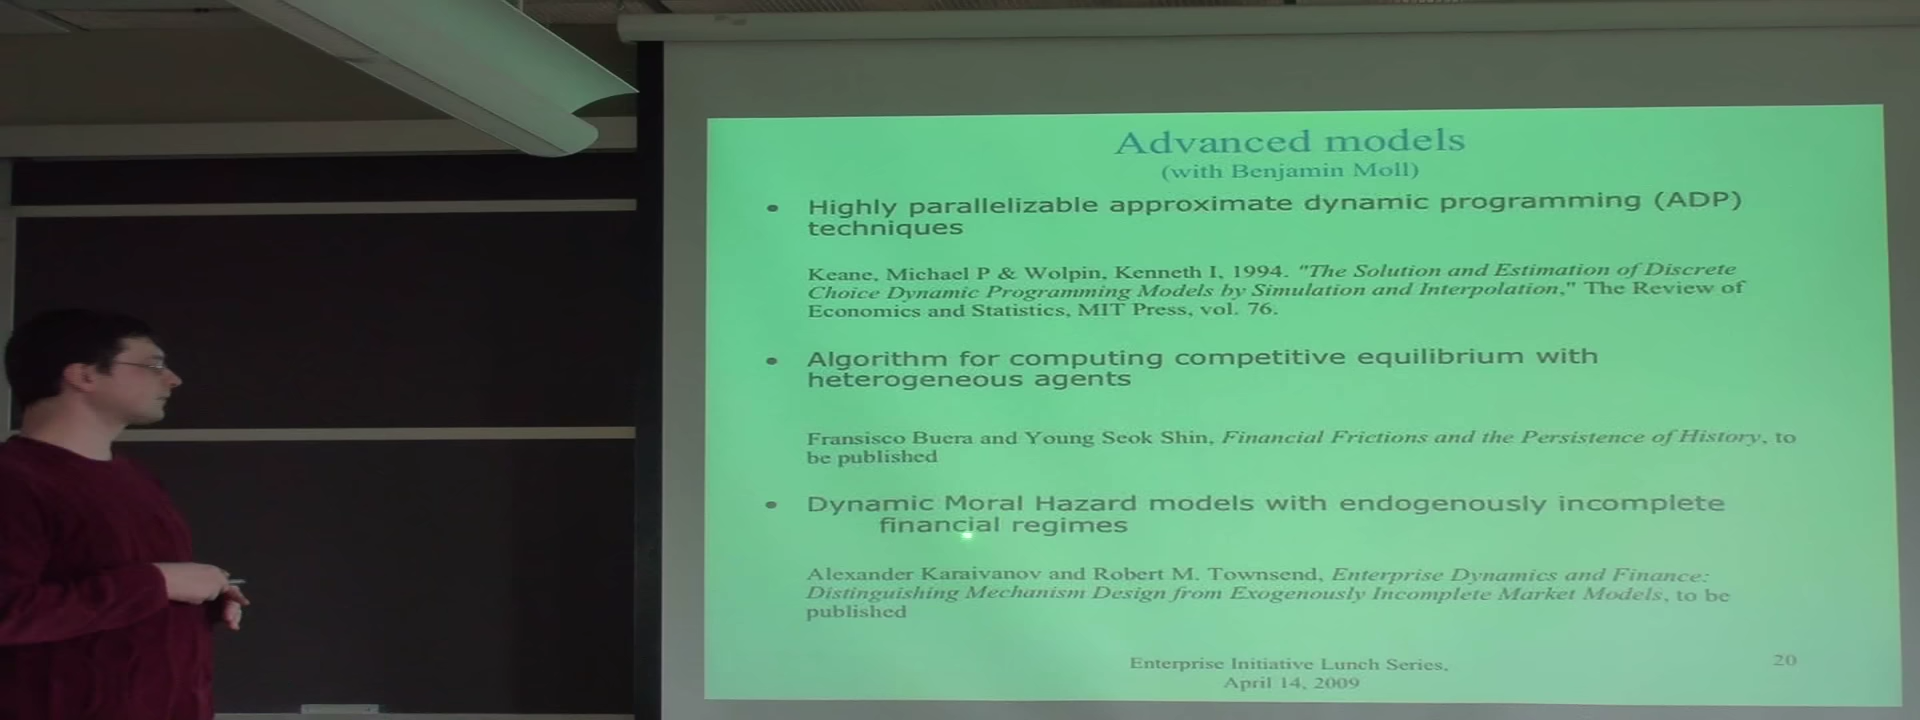 Advanced models
(with Benjamin Moll)
• Highly parallelizable approximate dynamic programming (ADP)
techniques
Keane, Michael P & Wolpin, Kenneth I, 1994. "The Solution and Estimation of Discrete
Choice Dynamic Programming Models by Simulation and Interpolation," The Review of
Economics and Statistics, MIT Press, vol. 76.
• Algorithm for computing competitive equilibrium with
heterogeneous agents
Fransisco Buera and Young Seok Shin, Financial Frictions and the Persistence of History, to
be published
• Dynamic Moral Hazard models with endogenously incomplete
financial regimes
Alexander Karaivanov and Robert M. Townsend, Enterprise Dynamics and Finance:
Distinguishing Mechanism Design from Exogenously Incomplete Market Models, to be
published
Enterprise Initiative Lunch Series,
April 14, 2009
20